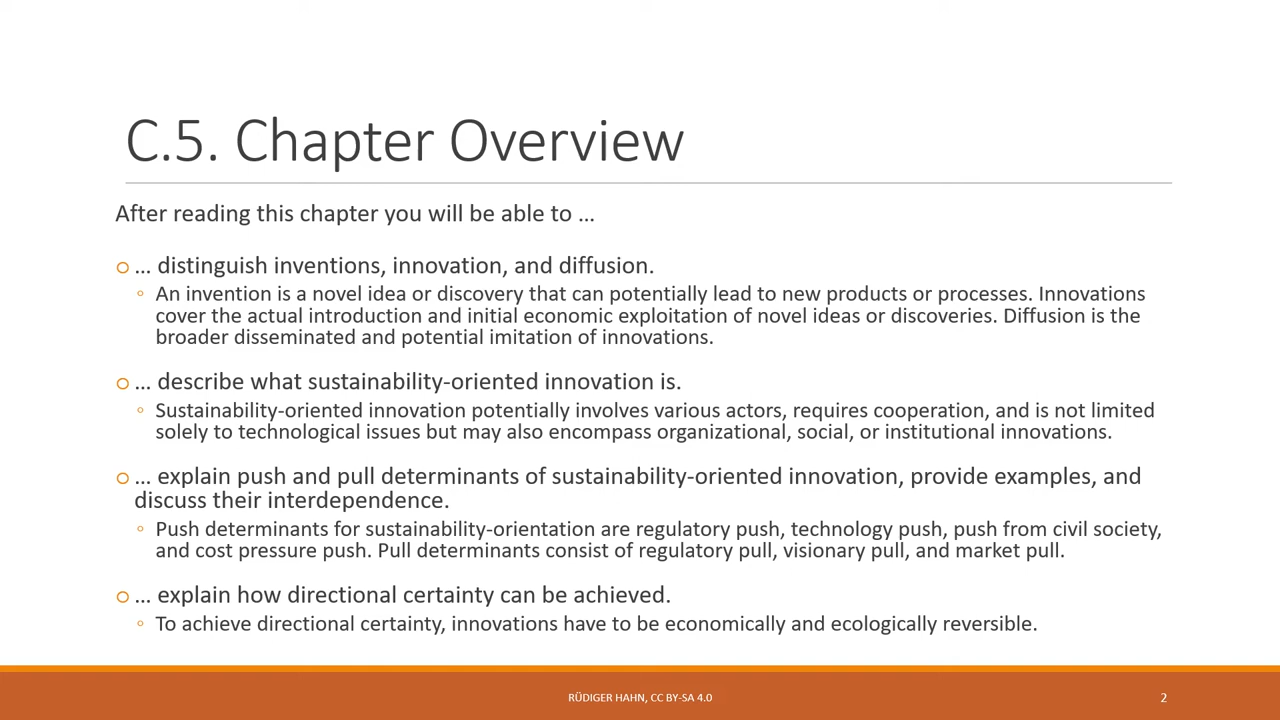 C.5. Chapter Overview
After reading this chapter you will be able to …
o … distinguish inventions, innovation, and diffusion.
◦ An invention is a novel idea or discovery that can potentially lead to new products or processes. Innovations
cover the actual introduction and initial economic exploitation of novel ideas or discoveries. Diffusion is the
broader disseminated and potential imitation of innovations.
o … describe what sustainability-oriented innovation is.
◦ Sustainability-oriented innovation potentially involves various actors, requires cooperation, and is not limited
solely to technological issues but may also encompass organizational, social, or institutional innovations.
o … explain push and pull determinants of sustainability-oriented innovation, provide examples, and
discuss their interdependence.
◦ Push determinants for sustainability-orientation are regulatory push, technology push, push from civil society,
and cost pressure push. Pull determinants consist of regulatory pull, visionary pull, and market pull.
o … explain how directional certainty can be achieved.
◦ To achieve directional certainty, innovations have to be economically and ecologically reversible.
RÜDIGER HAHN, CC BY-SA 4.0
2